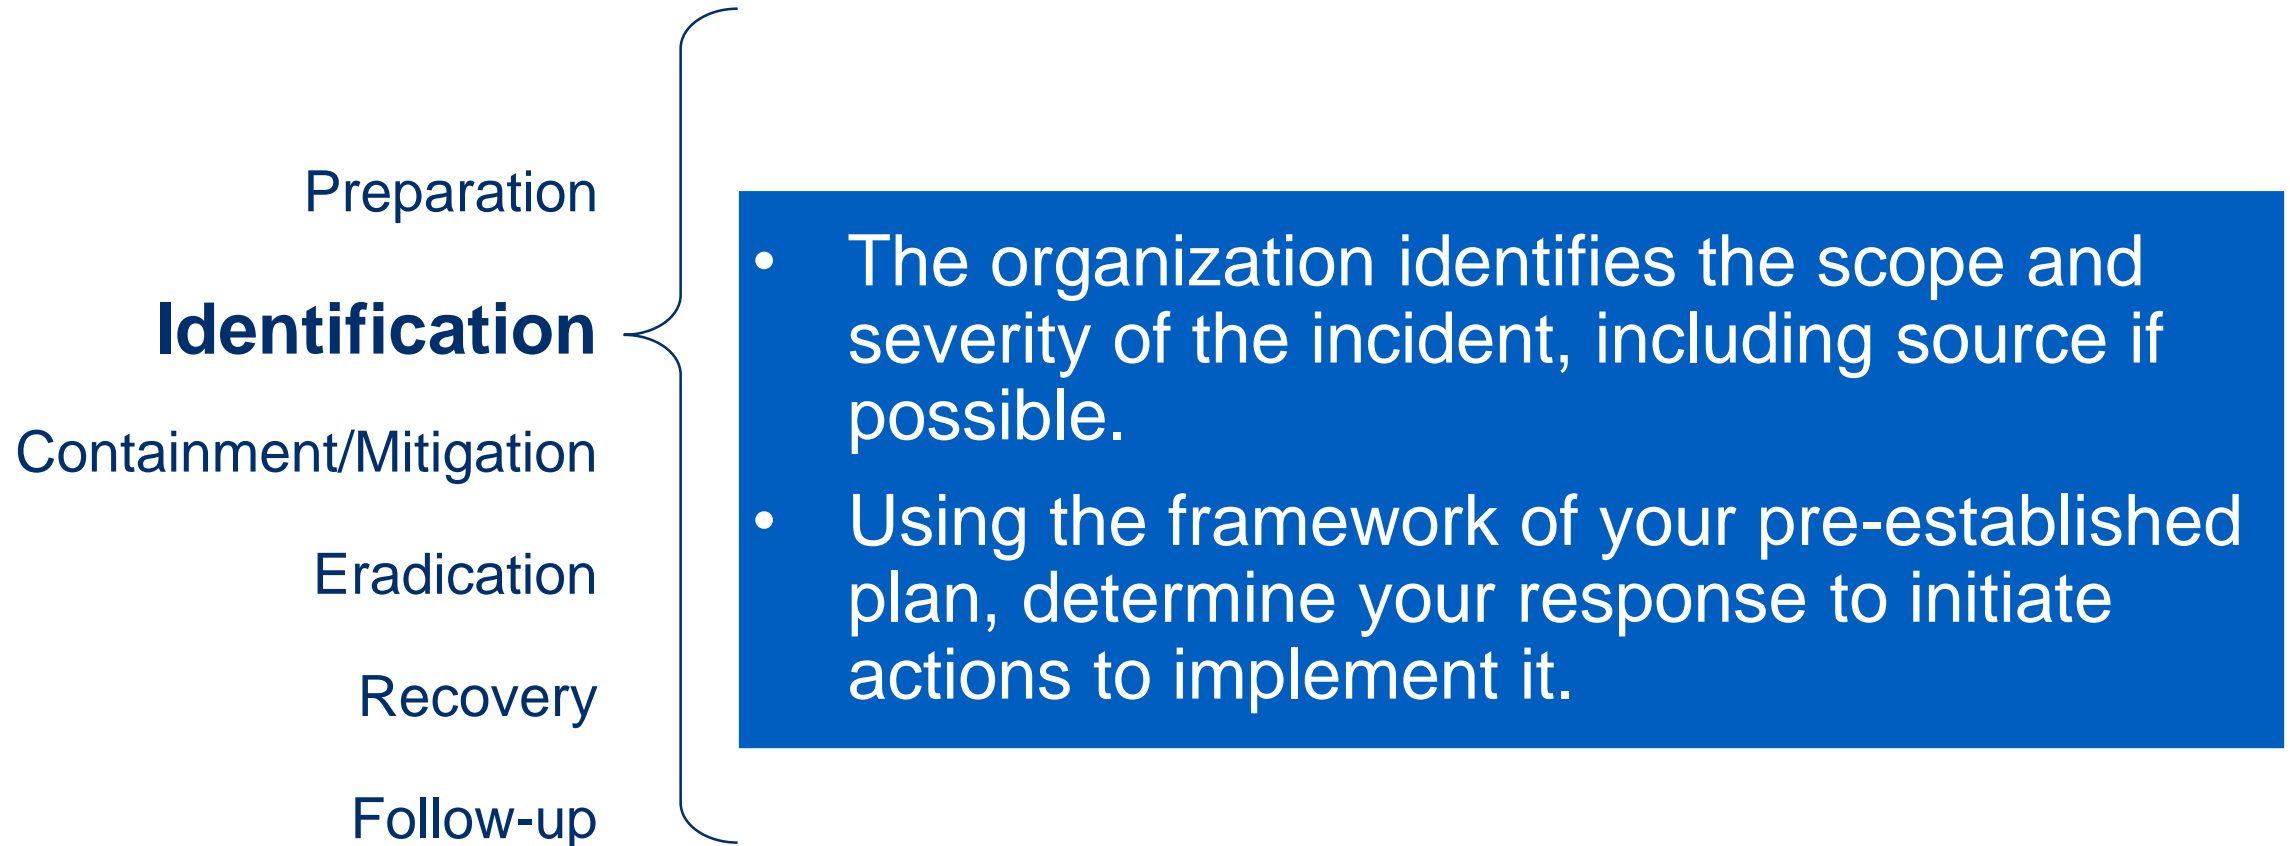 Preparation
Identification
Containment/Mitigation
Eradication
Recovery
Follow-up
• The organization identifies the scope and
severity of the incident, including source if
possible.
• Using the framework of your pre-established
plan, determine your response to initiate
actions to implement it.